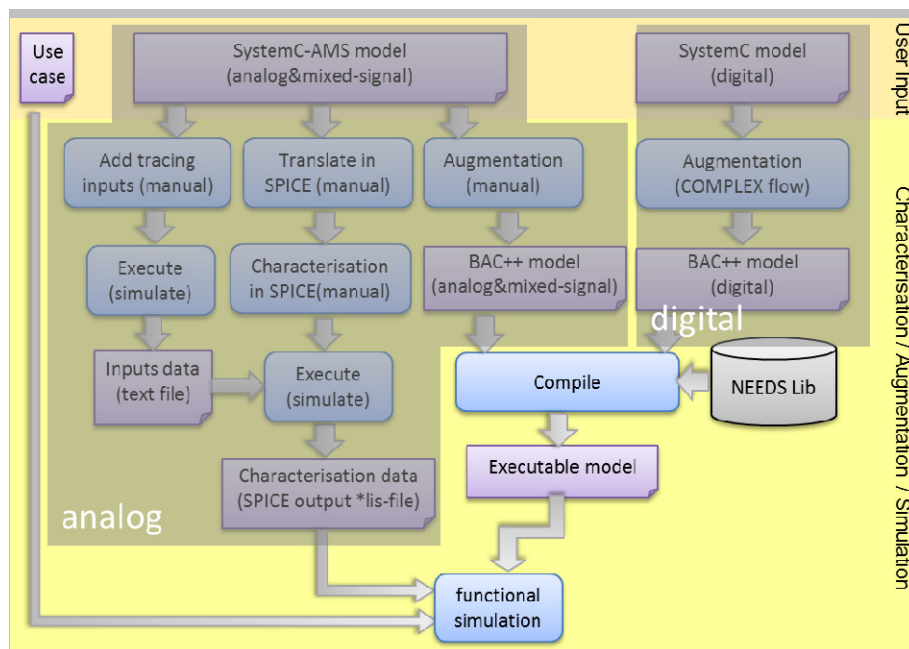 Use
case
SystemC-AMS model
(analog&mixed-signal)
SystemC model
(digital)
User Input
Add tracing
inputs (manual)
Translate in
SPICE (manual)
Augmentation
(manual)
Augmentation
(COMPLEX flow)
Execute
(simulate)
Characterisation
in SPICE(manual)
BAC++ model
(analog&mixed-signal)
BAC++ model
(digital)
digital
Inputs data
(text file)
Execute
(simulate)
Compile
NEEDS Lib
Characterisation data
(SPICE output *lis-file)
Executable model
analog
functional
simulation
Characterisation / Augmentation / Simulation